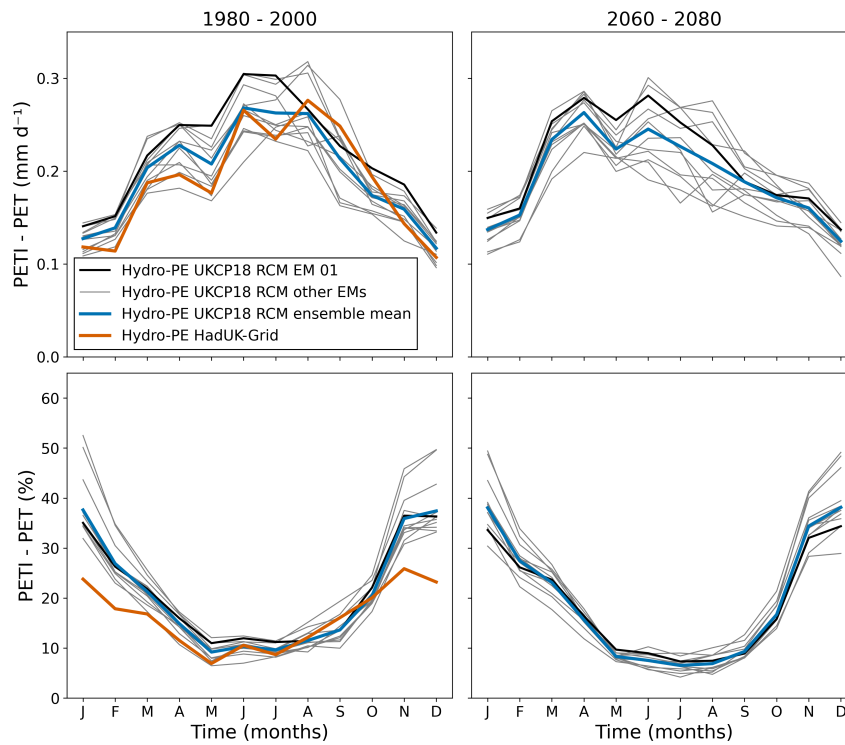 1980 - 2000
2060 - 2080
PETI - PET (mm d⁻¹)
0.3
0.2
0.1
0.0
Hydro-PE UKCP18 RCM EM 01
Hydro-PE UKCP18 RCM other EMs
Hydro-PE UKCP18 RCM ensemble mean
Hydro-PE HadUK-Grid
PETI - PET (%)
60
50
40
30
20
10
0
J F M A M J J A S O N D
J F M A M J J A S O N D
Time (months)
Time (months)